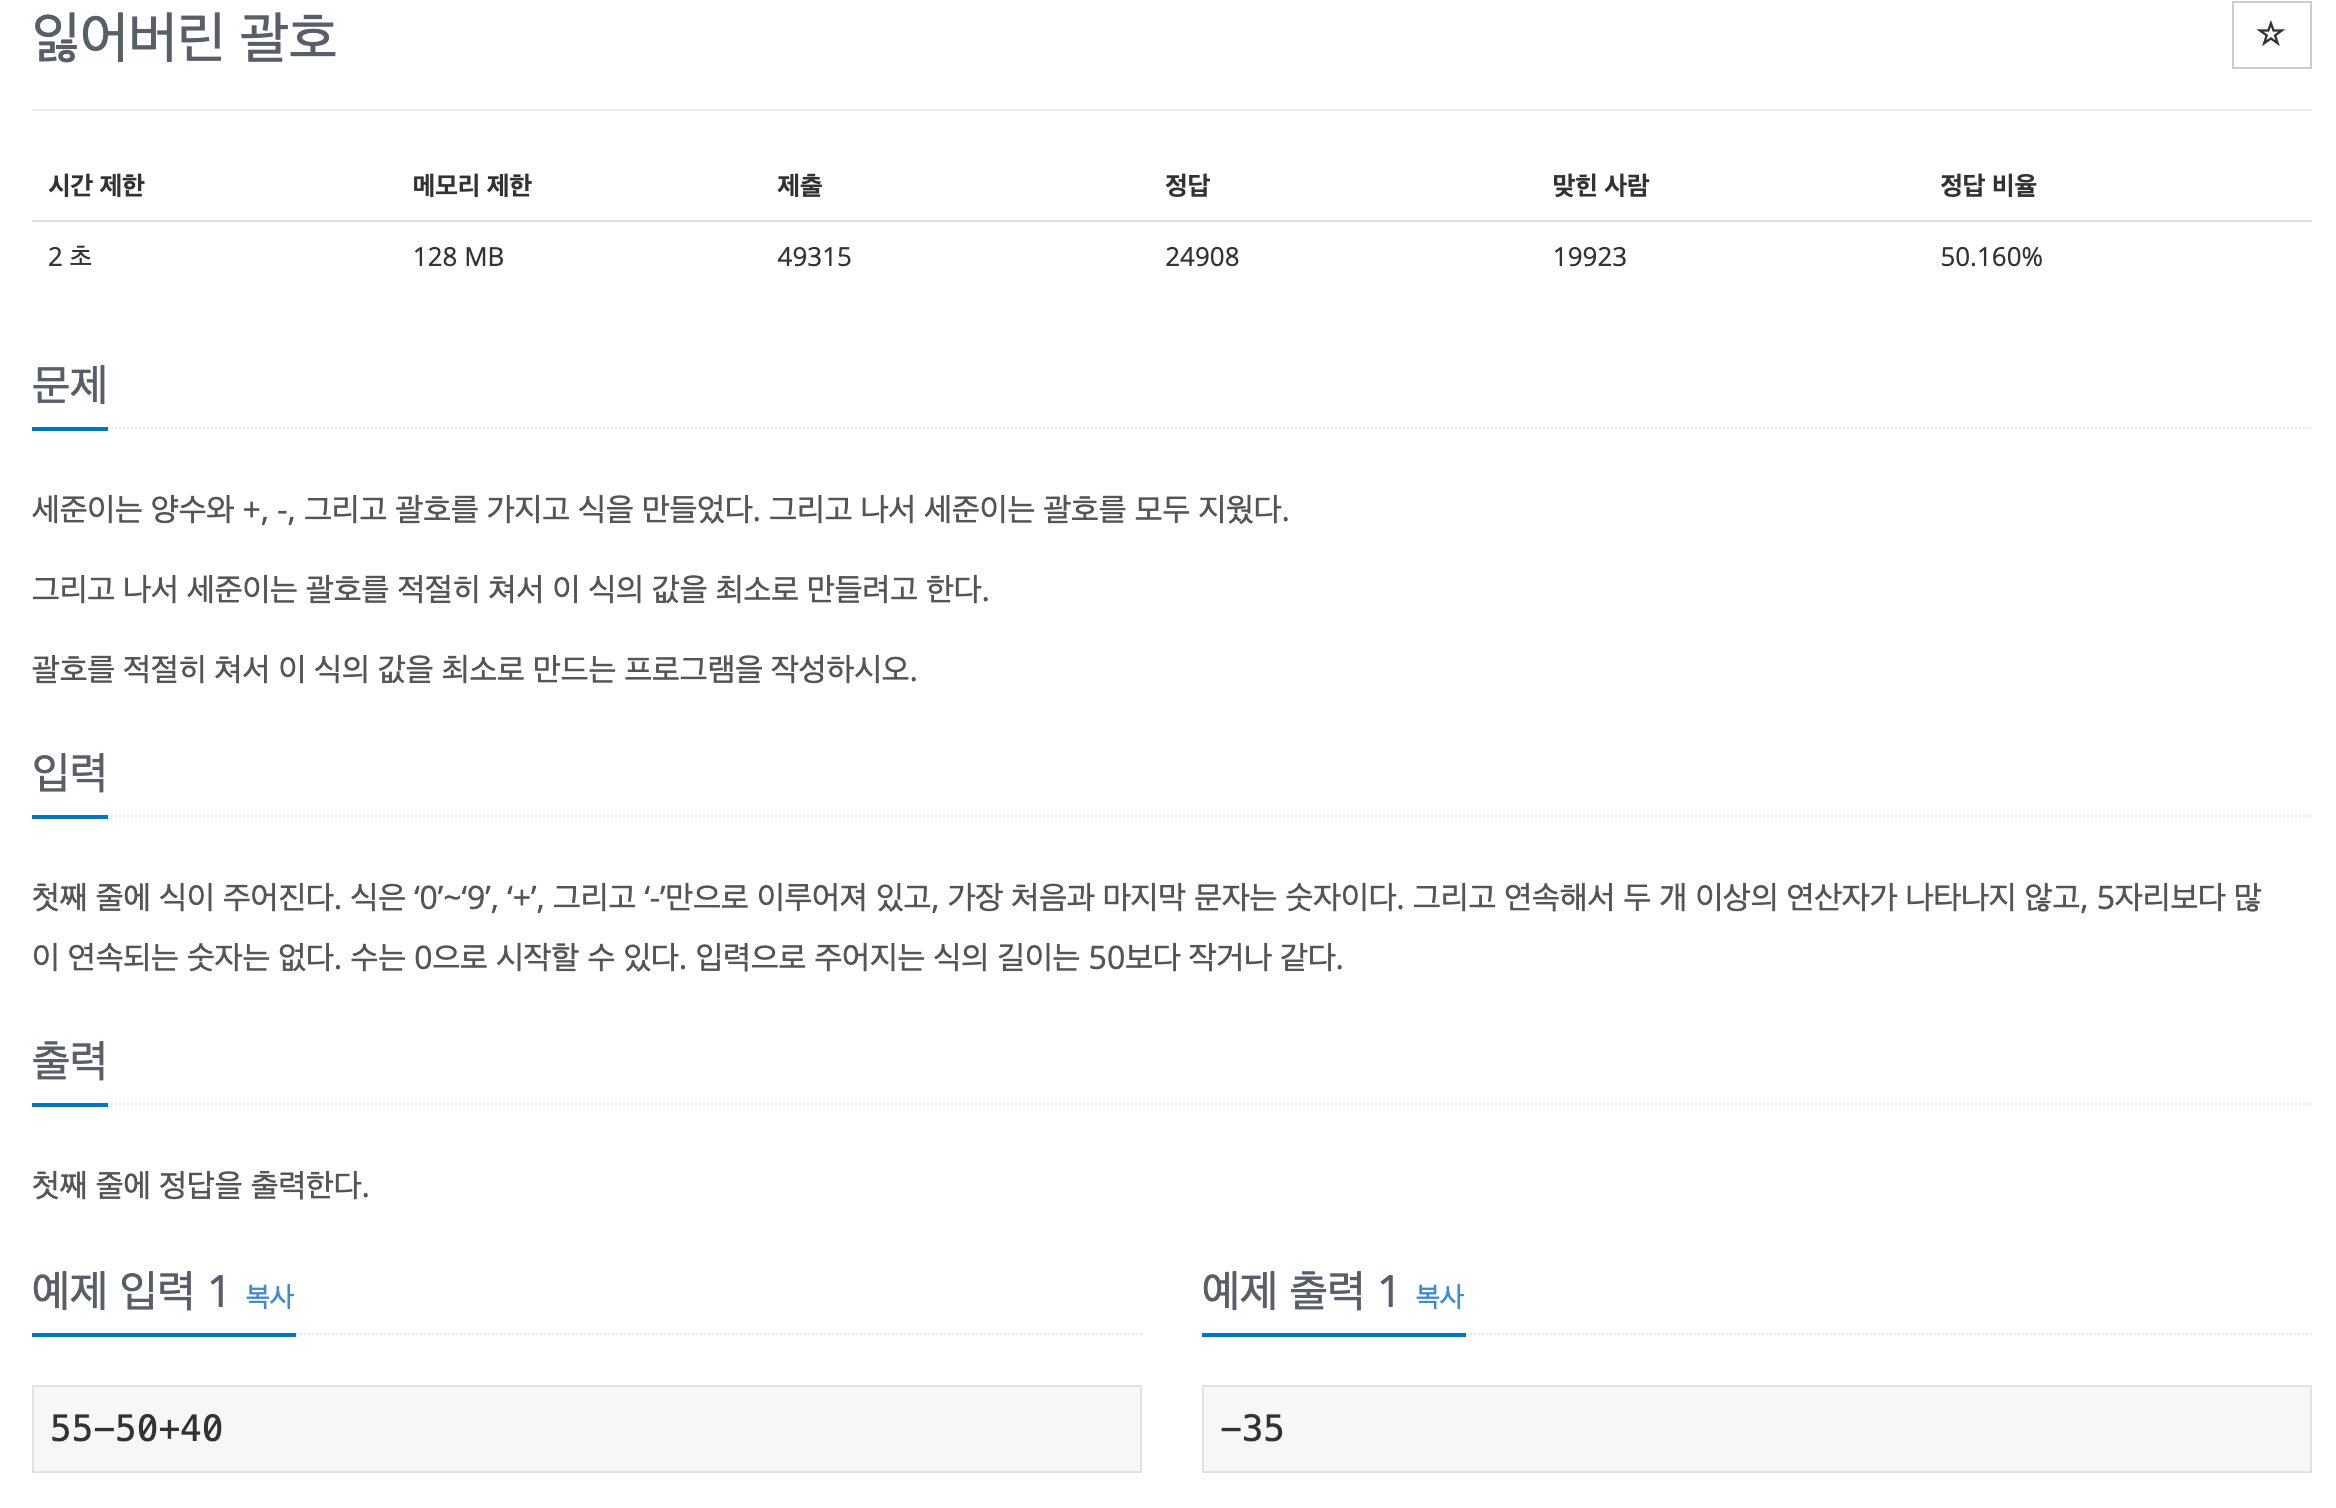 잃어버린 괄호
☆
시간 제한 메모리 제한 제출 정답 맞힌 사람 정답 비율
2 초 128 MB 49315 24908 19923 50.160%
문제
세준이는 양수와 +, -, 그리고 괄호를 가지고 식을 만들었다. 그리고 나서 세준이는 괄호를 모두 지웠다.
그리고 나서 세준이는 괄호를 적절히 쳐서 이 식의 값을 최소로 만들려고 한다.
괄호를 적절히 쳐서 이 식의 값을 최소로 만드는 프로그램을 작성하시오.
입력
첫째 줄에 식이 주어진다. 식은 ‘0’~‘9’, ‘+’, 그리고 ‘-’만으로 이루어져 있고, 가장 처음과 마지막 문자는 숫자이다. 그리고 연속해서 두 개 이상의 연산자가 나타나지 않고, 5자리보다 많
이 연속되는 숫자는 없다. 수는 0으로 시작할 수 있다. 입력으로 주어지는 식의 길이는 50보다 작거나 같다.
출력
첫째 줄에 정답을 출력한다.
예제 입력 1 복사
55-50+40
예제 출력 1 복사
-35